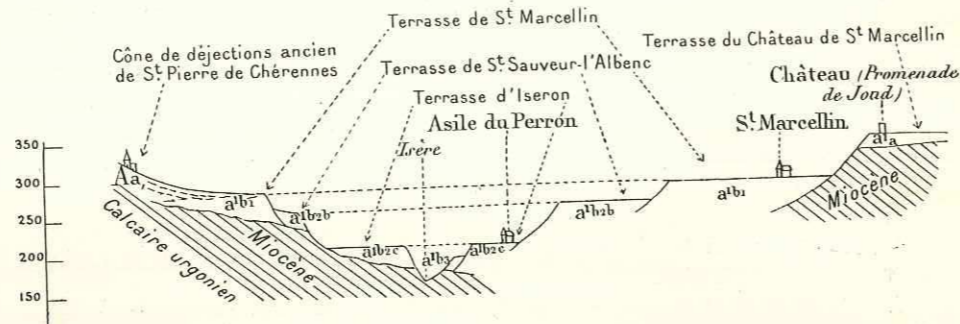 Terrasse de St Marcellin
Cône de déjections ancien
de St Pierre de Chérennes
Terrasse du Château de St Marcellin
Terrasse de St Sauveur-l'Albenc
Château (Promenade
de Joud)
Terrasse d'Iseron
Asile du Perron
St Marcellin
Isère
350
300
250
200
150
Aa
a1b1
a1b2b
a1b2c
a1b3
a1b2c
a1b2b
a1b1
a1a
Miocène
Miocène
Calcaire urgonien